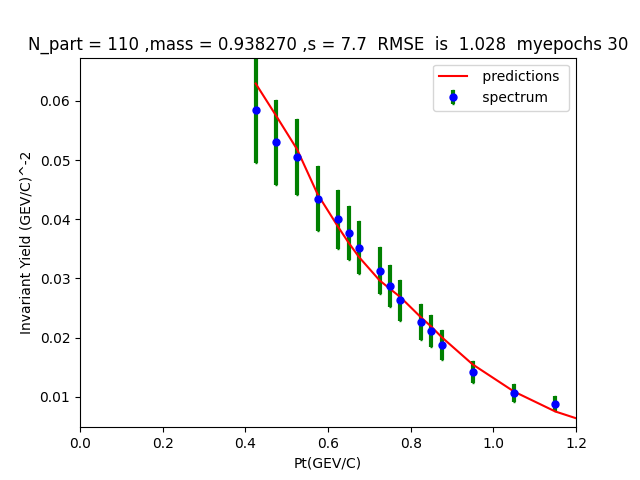 N_part = 110 ,mass = 0.938270 ,s = 7.7  RMSE  is  1.028  myepochs 30
predictions
spectrum
0.06
0.05
0.04
0.03
0.02
0.01
Invariant Yield (GEV/C)^-2
0.0 0.2 0.4 0.6 0.8 1.0 1.2
Pt(GEV/C)